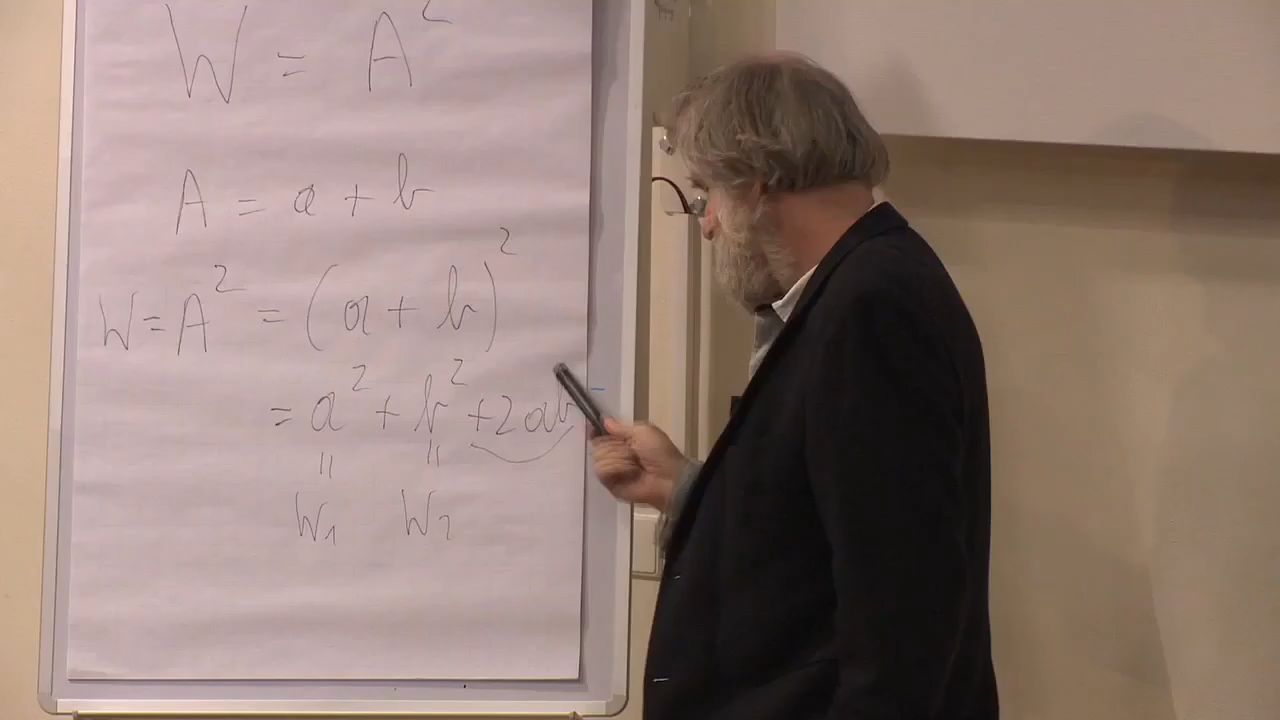 W = A²
A = a + b
W = A² = (a + b)²
= a² + b² + 2ab
॥ ॥
W₁ W₂